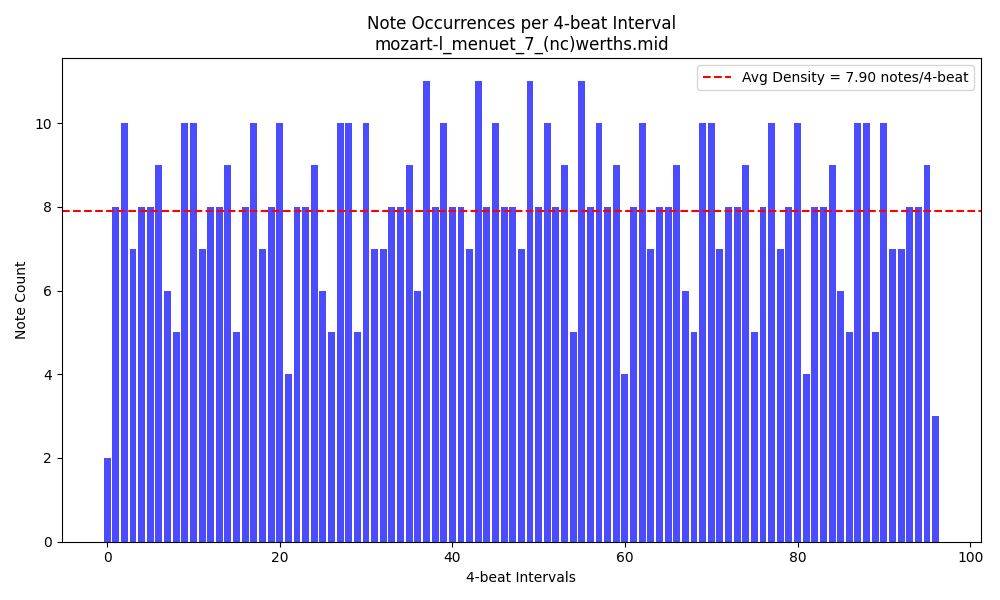 Note Occurrences per 4-beat Interval
mozart-l_menuet_7_(nc)werths.mid
Avg Density = 7.90 notes/4-beat
Note Count
10
8
6
4
2
0
0 20 40 60 80 100
4-beat Intervals